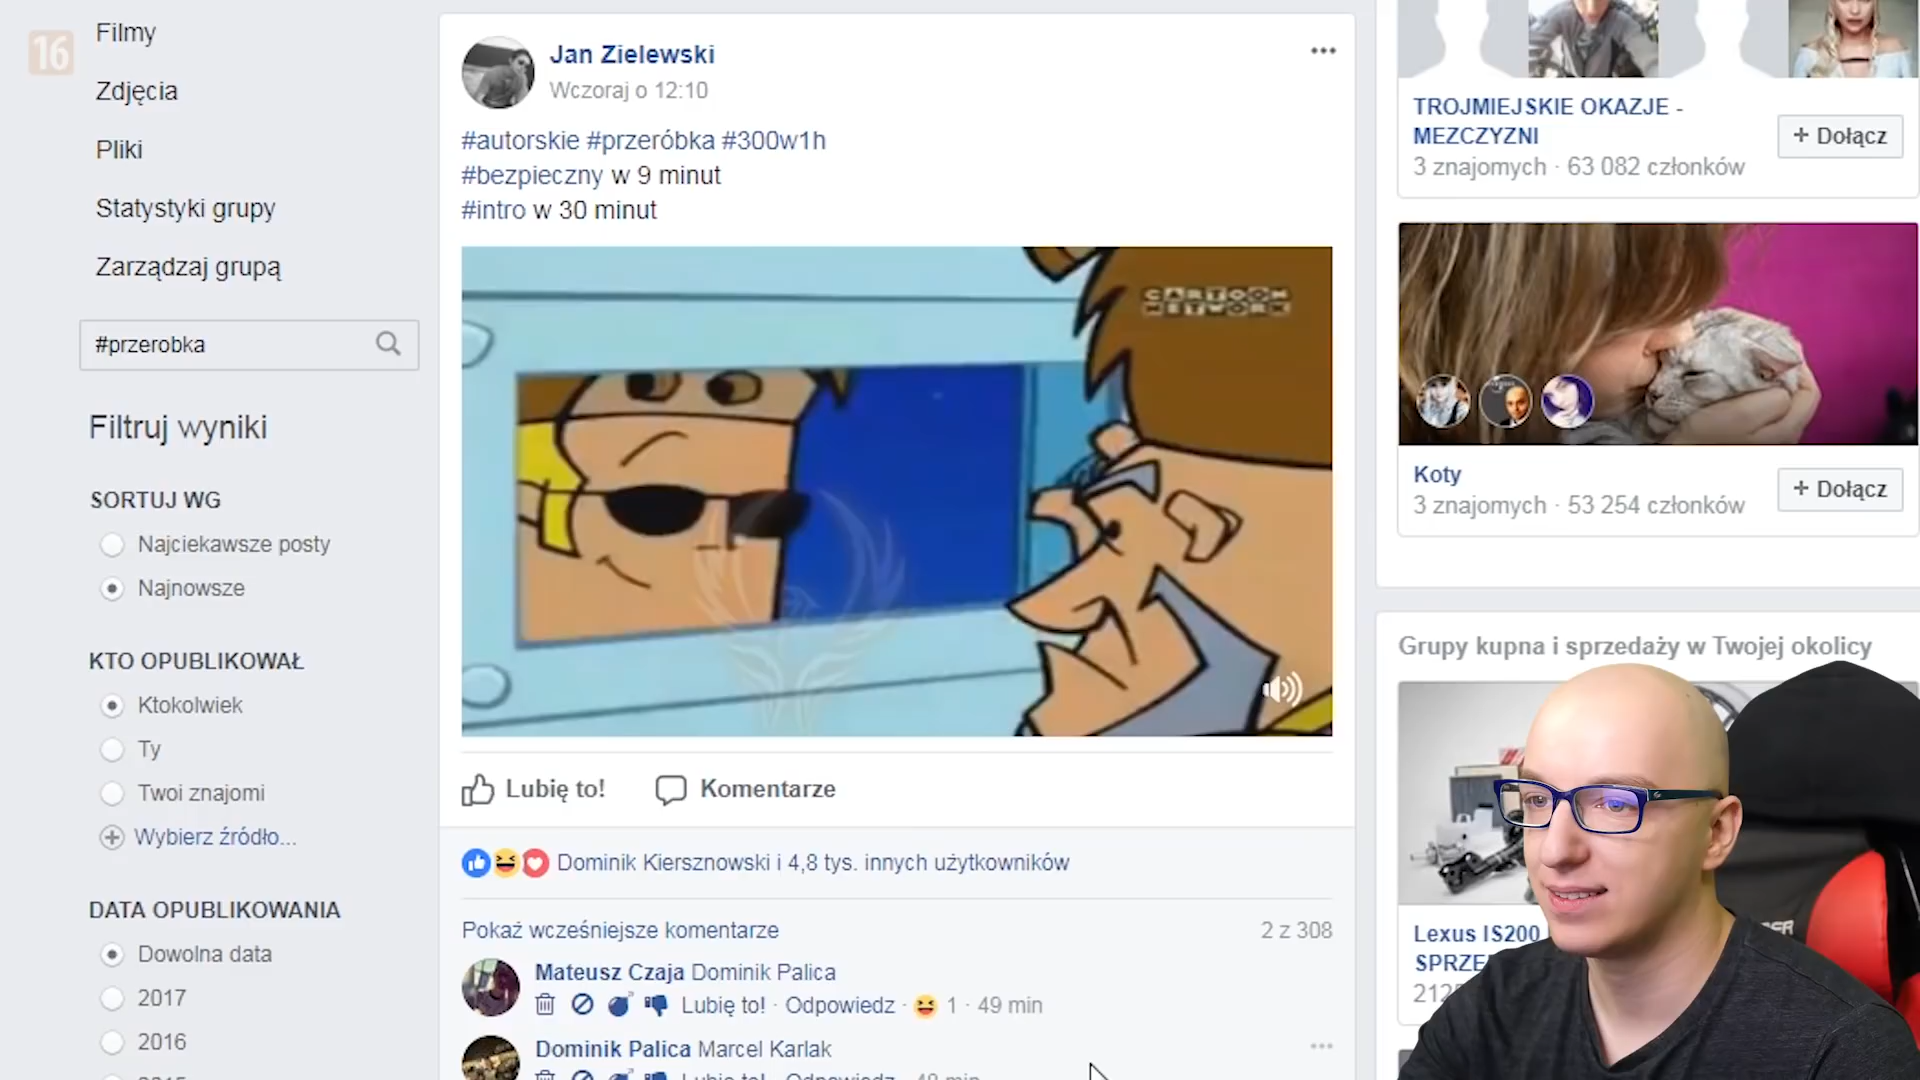 16
Filmy
Zdjęcia
Pliki
Statystyki grupy
Zarządzaj grupą
#przerobka
Filtruj wyniki
SORTUJ WG
Najciekawsze posty
Najnowsze
KTO OPUBLIKOWAŁ
Ktokolwiek
Ty
Twoi znajomi
Wybierz źródło...
DATA OPUBLIKOWANIA
Dowolna data
2017
2016
Jan Zielewski
Wczoraj o 12:10
#autorskie #przeróbka #300w1h
#bezpieczny w 9 minut
#intro w 30 minut
CARTOON
NETWORK
Lubię to!
Komentarze
Dominik Kiersznowski i 4,8 tys. innych użytkowników
Pokaż wcześniejsze komentarze
2 z 308
Mateusz Czaja Dominik Palica
Lubię to! · Odpowiedz · 1 · 49 min
Dominik Palica Marcel Karlak
Lubię to! · Odpowiedz · 49 min
TROJMIEJSKIE OKAZJE -
MEZCZYZNI
3 znajomych · 63 082 członków
+ Dołącz
Koty
3 znajomych · 53 254 członków
+ Dołącz
Grupy kupna i sprzedaży w Twojej okolicy
Lexus IS200